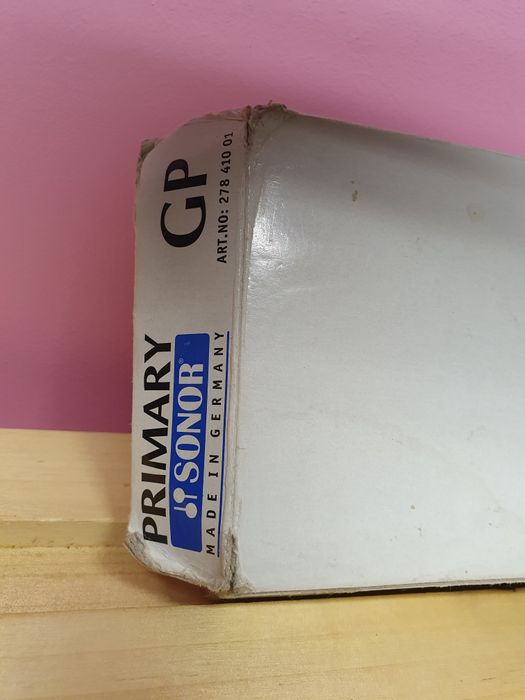 PRIMARY
GP
SONOR®
MADE IN GERMANY
ART.NO: 278 410 01